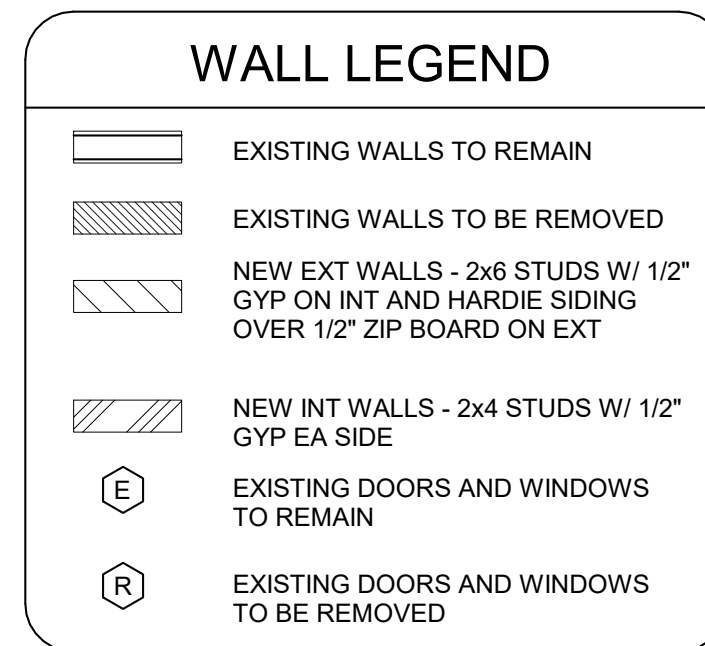 WALL LEGEND
EXISTING WALLS TO REMAIN
EXISTING WALLS TO BE REMOVED
NEW EXT WALLS - 2x6 STUDS W/ 1/2"
GYP ON INT AND HARDIE SIDING
OVER 1/2" ZIP BOARD ON EXT
NEW INT WALLS - 2x4 STUDS W/ 1/2"
GYP EA SIDE
E EXISTING DOORS AND WINDOWS
TO REMAIN
R EXISTING DOORS AND WINDOWS
TO BE REMOVED